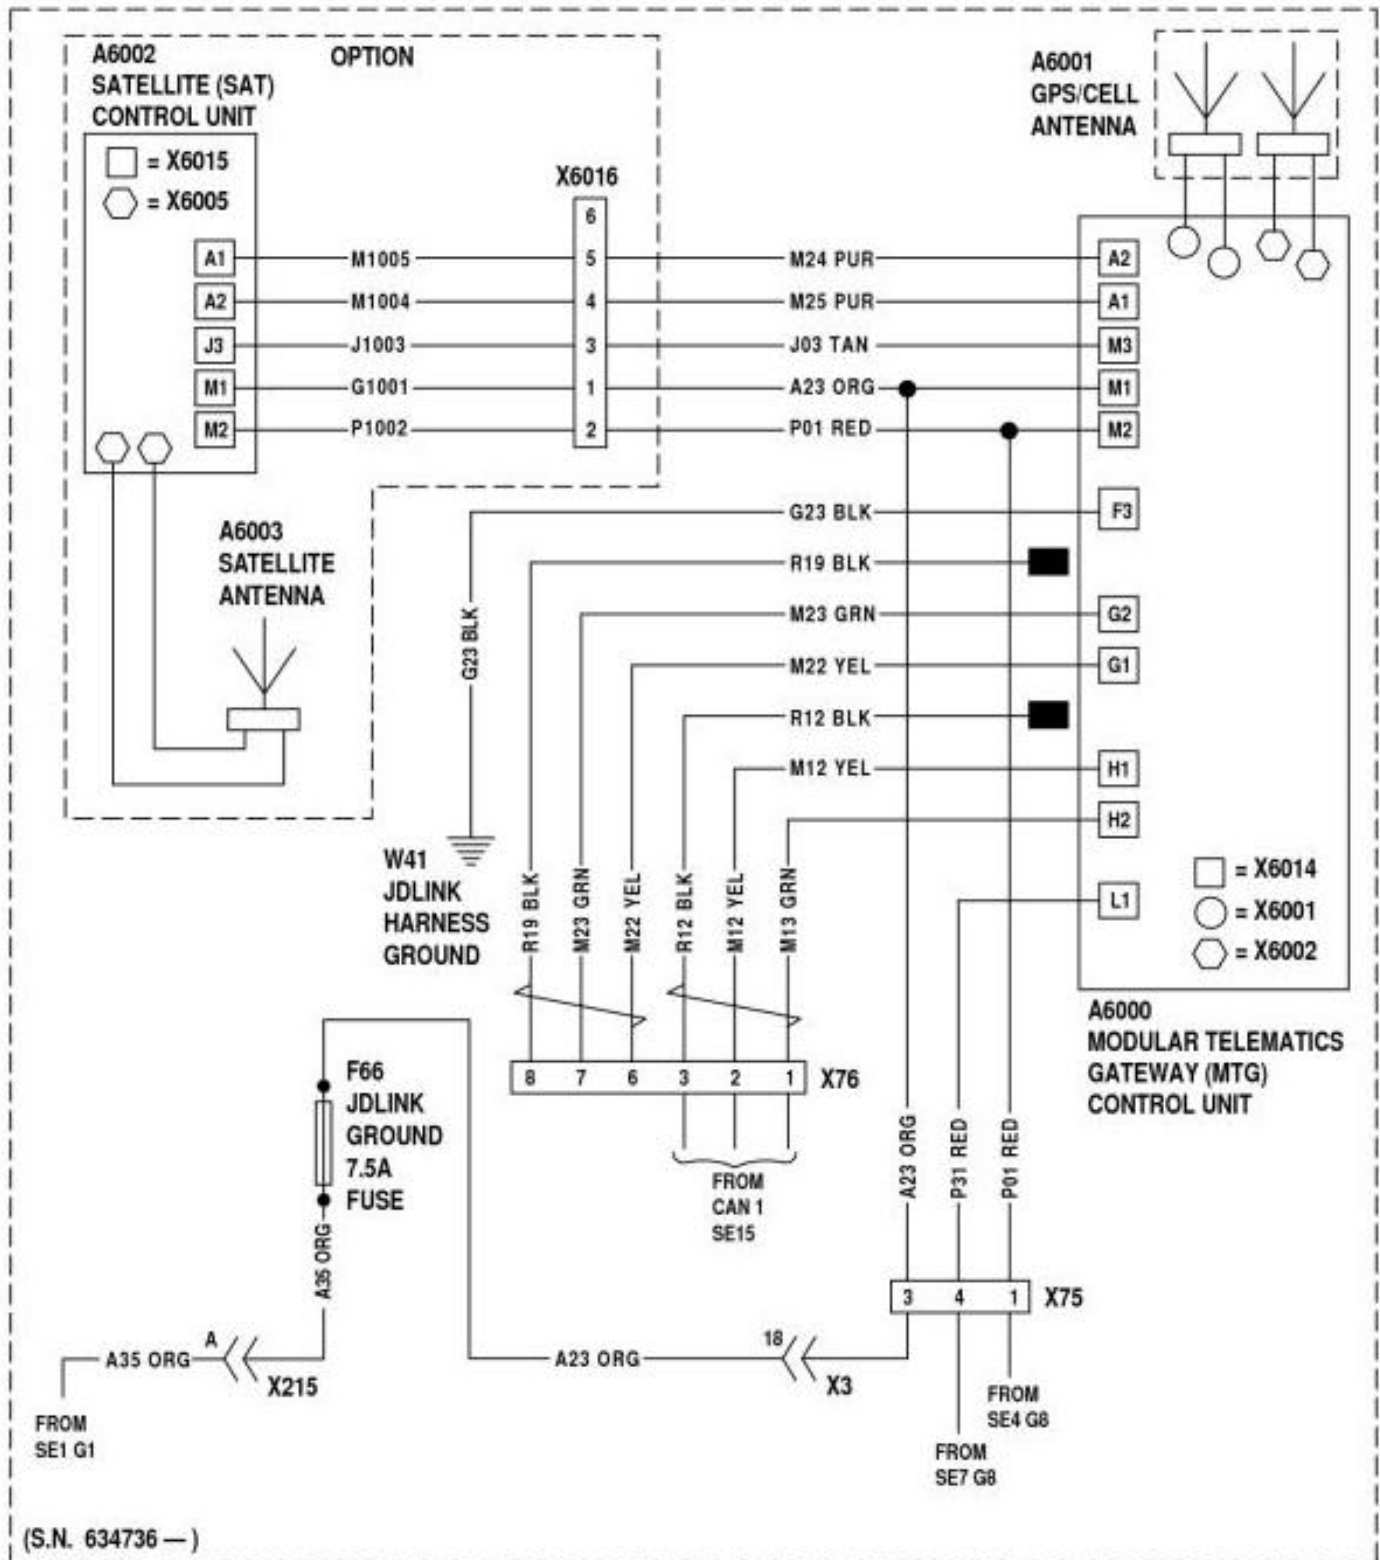 A6002
SATELLITE (SAT)
CONTROL UNIT
OPTION
= X6015
= X6005
X6016
A6001
GPS/CELL
ANTENNA
6
A1
M1005
5
M24 PUR
A2
A2
M1004
4
M25 PUR
A1
J3
J1003
3
J03 TAN
M3
M1
G1001
1
A23 ORG
M1
M2
P1002
2
P01 RED
M2
A6003
SATELLITE
ANTENNA
G23 BLK
F3
R19 BLK
M23 GRN
G2
M22 YEL
G1
R12 BLK
M12 YEL
H1
H2
L1
G23 BLK
W41
JDLINK
HARNESS
GROUND
R19 BLK
M23 GRN
M22 YEL
R12 BLK
M12 YEL
M13 GRN
= X6014
= X6001
= X6002
A6000
MODULAR TELEMATICS
GATEWAY (MTG)
CONTROL UNIT
8
7
6
3
2
1
X76
FROM
CAN 1
SE15
F66
JDLINK
GROUND
7.5A
FUSE
A35 ORG
A23 ORG
P31 RED
P01 RED
3
4
1
X75
A35 ORG
A
X215
A23 ORG
18
X3
FROM
SE1 G1
FROM
SE4 G8
FROM
SE7 G8
(S.N. 634736 — )